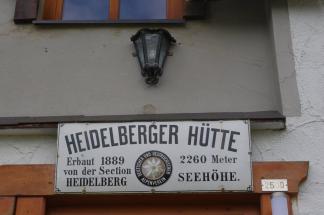 HEIDELBERGER HÜTTE
Erbaut 1889
von der Section
HEIDELBERG
2260 Meter
SEEHÖHE.